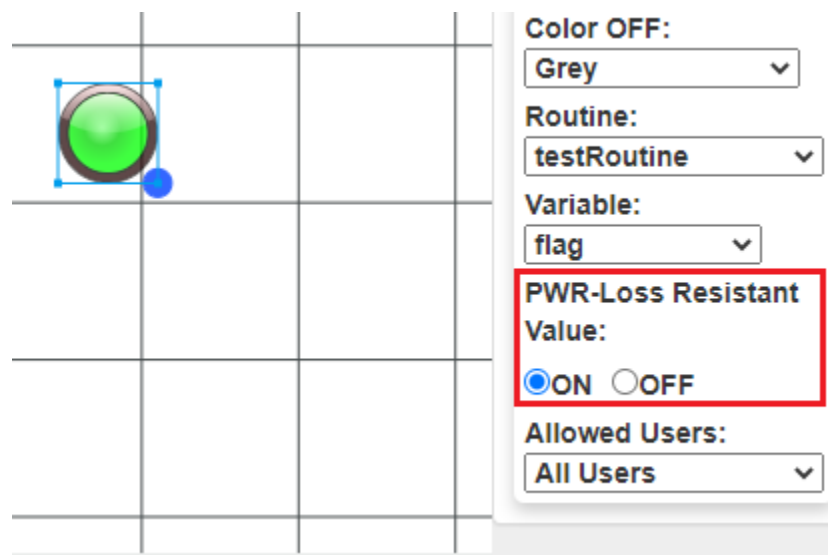 Color OFF:
Grey
Routine:
testRoutine
Variable:
flag
PWR-Loss Resistant
Value:
ON OFF
Allowed Users:
All Users